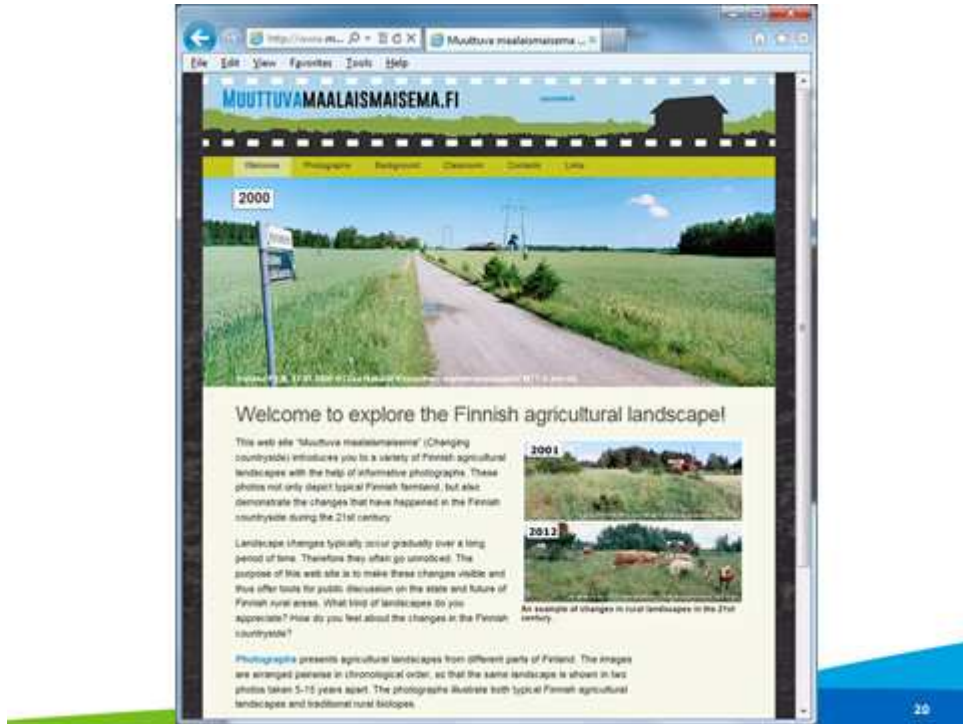 Muuttuva maalaismaisema ...
File Edit View Favorites Tools Help
MUUTTUVAMAALAISMAISEMA.FI
Welcome Photographs Background Classroom Contacts Links
2000
Welcome to explore the Finnish agricultural landscape!
This web site "Muuttuva maalaismaisema" (Changing
countryside) introduces you to a variety of Finnish agricultural
landscapes with the help of informative photographs. These
photos not only depict typical Finnish farmland, but also
demonstrate the changes that have happened in the Finnish
countryside during the 21st century.
Landscape changes typically occur gradually over a long
period of time. Therefore they often go unnoticed. The
purpose of this web site is to make these changes visible and
thus offer tools for public discussion on the state and future of
Finnish rural areas. What kind of landscapes do you
appreciate? How do you feel about the changes in the Finnish
countryside?
2001
2012
An example of changes in rural landscapes in the 21st
century.
Photographs presents agricultural landscapes from different parts of Finland. The images
are arranged pairwise in chronological order, so that the same landscape is shown in two
photos taken 5-15 years apart. The photographs illustrate both typical Finnish agricultural
landscapes and traditional rural biotopes.
20